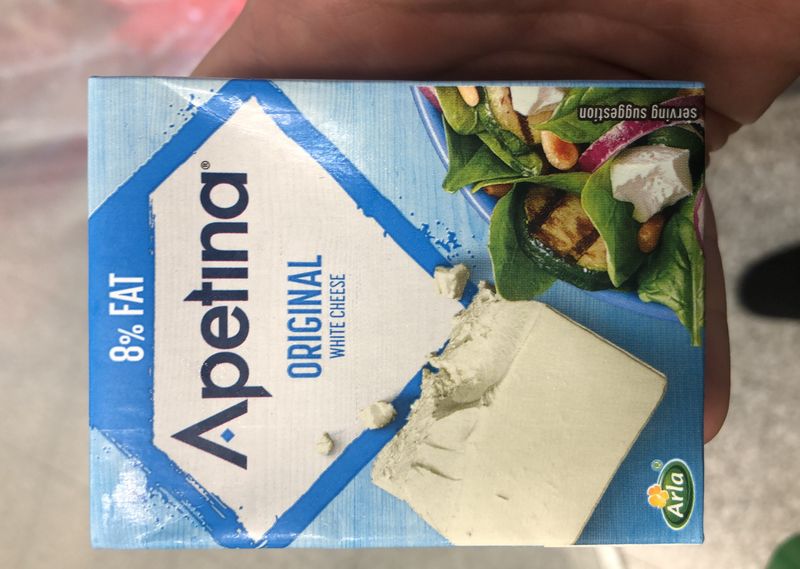 8% FAT
Apetina®
ORIGINAL
WHITE CHEESE
serving suggestion
Arla